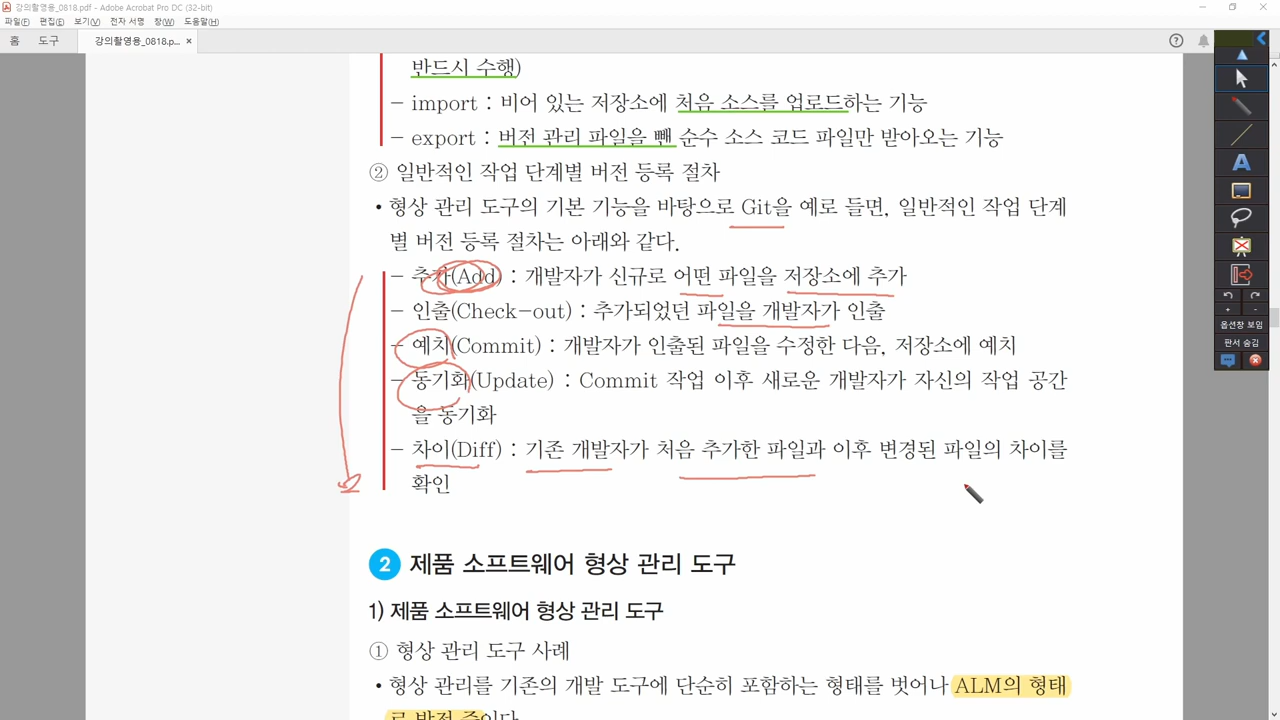 강의촬영용_0818.pdf - Adobe Acrobat Pro DC (32-bit)
파일(F) 편집(E) 보기(V) 전자 서명 창(W) 도움말(H)
홈 도구 강의촬영용_0818.p... ×
반드시 수행)
- import : 비어 있는 저장소에 처음 소스를 업로드하는 기능
- export : 버전 관리 파일을 뺀 순수 소스 코드 파일만 받아오는 기능
② 일반적인 작업 단계별 버전 등록 절차
• 형상 관리 도구의 기본 기능을 바탕으로 Git을 예로 들면, 일반적인 작업 단계
별 버전 등록 절차는 아래와 같다.
- 추가(Add) : 개발자가 신규로 어떤 파일을 저장소에 추가
- 인출(Check-out) : 추가되었던 파일을 개발자가 인출
- 예치(Commit) : 개발자가 인출된 파일을 수정한 다음, 저장소에 예치
- 동기화(Update) : Commit 작업 이후 새로운 개발자가 자신의 작업 공간
을 동기화
- 차이(Diff) : 기존 개발자가 처음 추가한 파일과 이후 변경된 파일의 차이를
확인
2 제품 소프트웨어 형상 관리 도구
1) 제품 소프트웨어 형상 관리 도구
① 형상 관리 도구 사례
• 형상 관리를 기존의 개발 도구에 단순히 포함하는 형태를 벗어나 ALM의 형태
로 발전 중이다.
A
옵션창 보임
판서 숨김